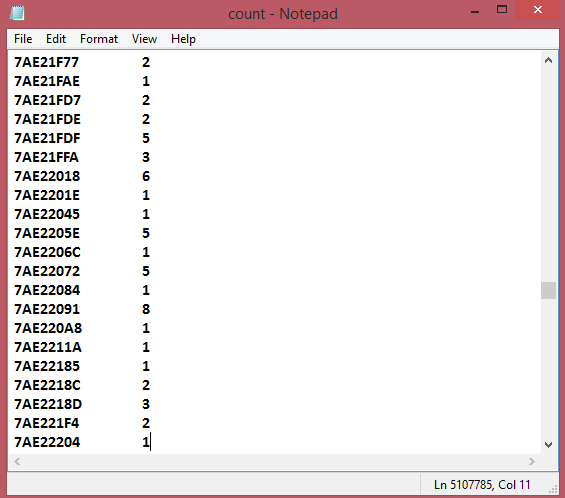 count - Notepad
File Edit Format View Help
7AE21F77 2
7AE21FAE 1
7AE21FD7 2
7AE21FDE 2
7AE21FDF 5
7AE21FFA 3
7AE22018 6
7AE2201E 1
7AE22045 1
7AE2205E 5
7AE2206C 1
7AE22072 5
7AE22084 1
7AE22091 8
7AE220A8 1
7AE2211A 1
7AE22185 1
7AE2218C 2
7AE2218D 3
7AE221F4 2
7AE22204 1
Ln 5107785, Col 11